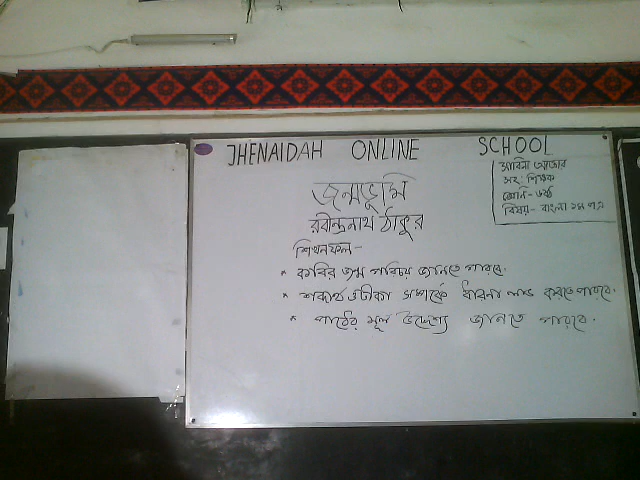 JHENAIDAH ONLINE SCHOOL
সাবিনা আক্তার
সহ: শিক্ষক
শ্রেনি- ৬ষ্ঠ
বিষয়- বাংলা ১ম পত্র
জন্মভূমি
রবীন্দ্রনাথ ঠাকুর
শিখনফল-
* কবির জন্ম পরিচয় জানতে পারবে.
* শব্দার্থ ও টীকা সম্পর্কে ধারনা লাভ করতে পারবে.
* পাঠের মূল উদ্দেশ্য জানতে পারবে.